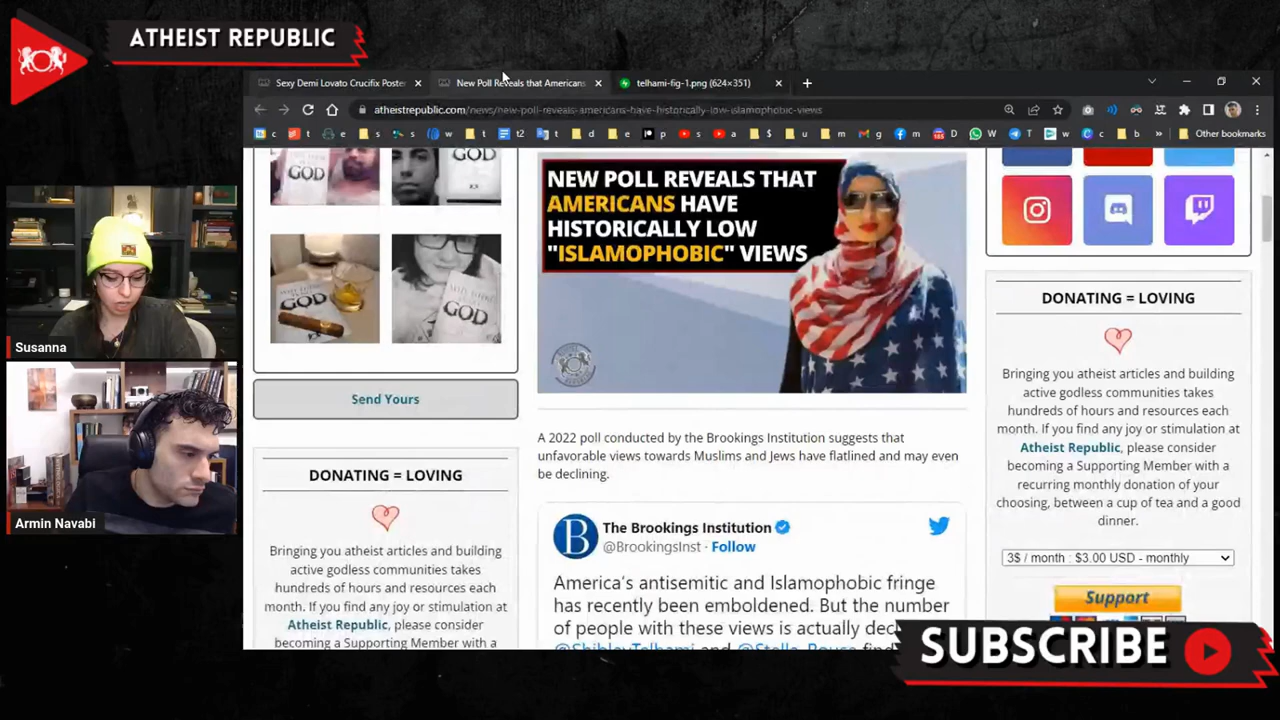 ATHEIST REPUBLIC
Sexy Demi Lovato Crucifix Poster
New Poll Reveals that Americans
telhami-fig-1.png (624×351)
atheistrepublic.com/news/new-poll-reveals-americans-have-historically-low-islamophobic-views
Other bookmarks
GOD
GOD
GOD
GOD
Send Yours
DONATING = LOVING
Bringing you atheist articles and building
active godless communities takes
hundreds of hours and resources each
month. If you find any joy or stimulation at
Atheist Republic, please consider
becoming a Supporting Member with a
NEW POLL REVEALS THAT
AMERICANS HAVE
HISTORICALLY LOW
"ISLAMOPHOBIC" VIEWS
A 2022 poll conducted by the Brookings Institution suggests that
unfavorable views towards Muslims and Jews have flatlined and may even
be declining.
The Brookings Institution
@BrookingsInst · Follow
America's antisemitic and Islamophobic fringe
has recently been emboldened. But the number
of people with these views is actually
@ShibleyTelhami and
DONATING = LOVING
Bringing you atheist articles and building
active godless communities takes
hundreds of hours and resources each
month. If you find any joy or stimulation at
Atheist Republic, please consider
becoming a Supporting Member with a
recurring monthly donation of your
choosing, between a cup of tea and a good
dinner.
3$ / month : $3.00 USD - monthly
Support
Susanna
Armin Navabi
SUBSCRIBE